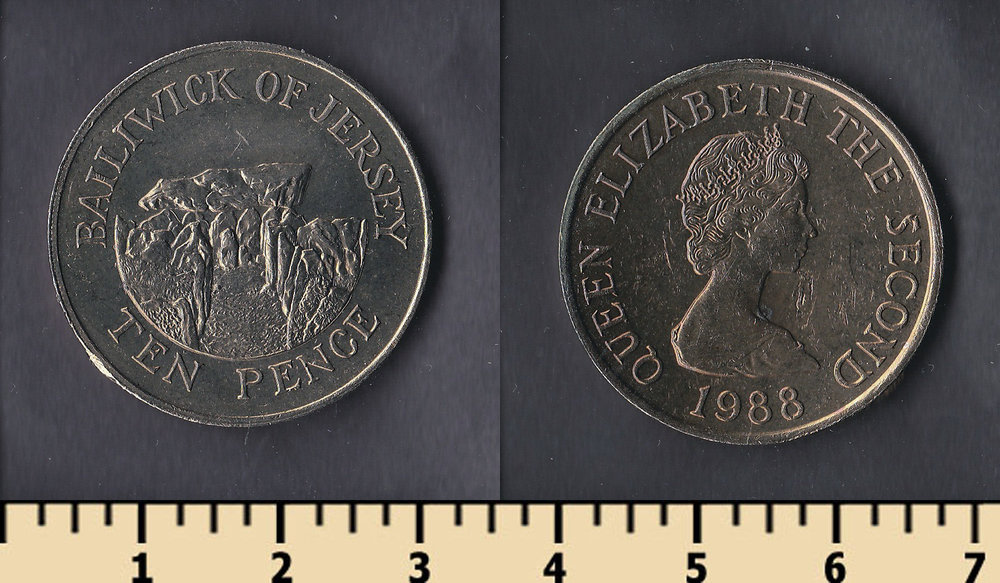 BAILIWICK OF JERSEY
TEN PENCE
QUEEN ELIZABETH THE SECOND
1988
1 2 3 4 5 6 7